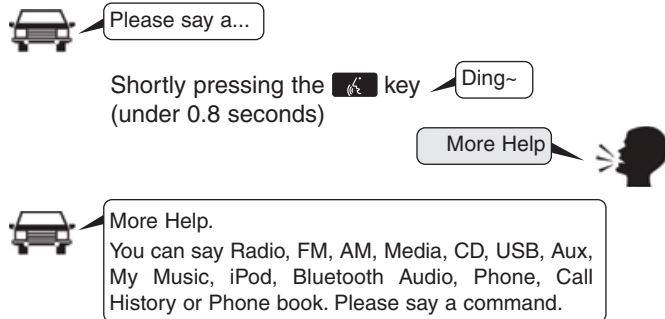 Please say a...
Shortly pressing the key
Ding~
(under 0.8 seconds)
More Help
More Help.
You can say Radio, FM, AM, Media, CD, USB, Aux,
My Music, iPod, Bluetooth Audio, Phone, Call
History or Phone book. Please say a command.